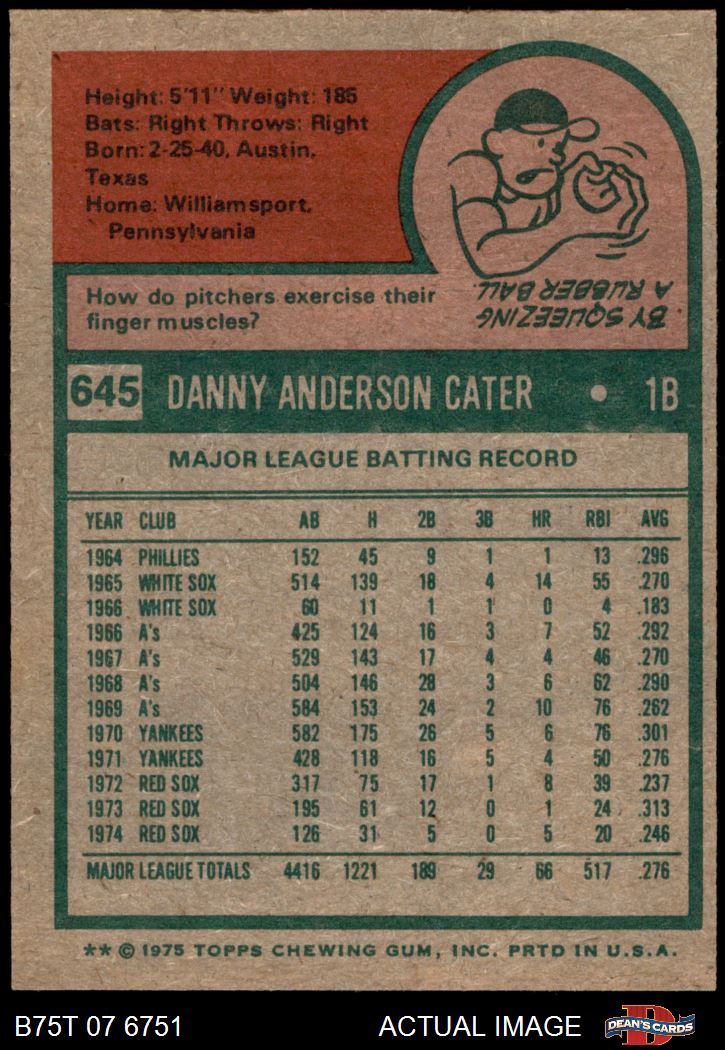 Height: 5'11" Weight: 185
Bats: Right Throws: Right
Born: 2-25-40, Austin,
Texas
Home: Williamsport,
Pennsylvania
How do pitchers exercise their
finger muscles?
BY SQUEEZING
A RUBBER BALL.
645 DANNY ANDERSON CATER • 1B
MAJOR LEAGUE BATTING RECORD
YEAR CLUB AB H 2B 3B HR RBI AVG
1964 PHILLIES 152 45 9 1 1 13 .296
1965 WHITE SOX 514 139 18 4 14 55 .270
1966 WHITE SOX 60 11 1 1 0 4 .183
1966 A's 425 124 16 3 7 52 .292
1967 A's 529 143 17 4 4 46 .270
1968 A's 504 146 28 3 6 62 .290
1969 A's 584 153 24 2 10 76 .262
1970 YANKEES 582 175 26 5 6 76 .301
1971 YANKEES 428 118 16 5 4 50 .276
1972 RED SOX 317 75 17 1 8 39 .237
1973 RED SOX 195 61 12 0 1 24 .313
1974 RED SOX 126 31 5 0 5 20 .246
MAJOR LEAGUE TOTALS 4416 1221 189 29 66 517 .276
** © 1975 TOPPS CHEWING GUM, INC. PRTD IN U.S.A.
B75T 07 6751 ACTUAL IMAGE DEAN'S CARDS